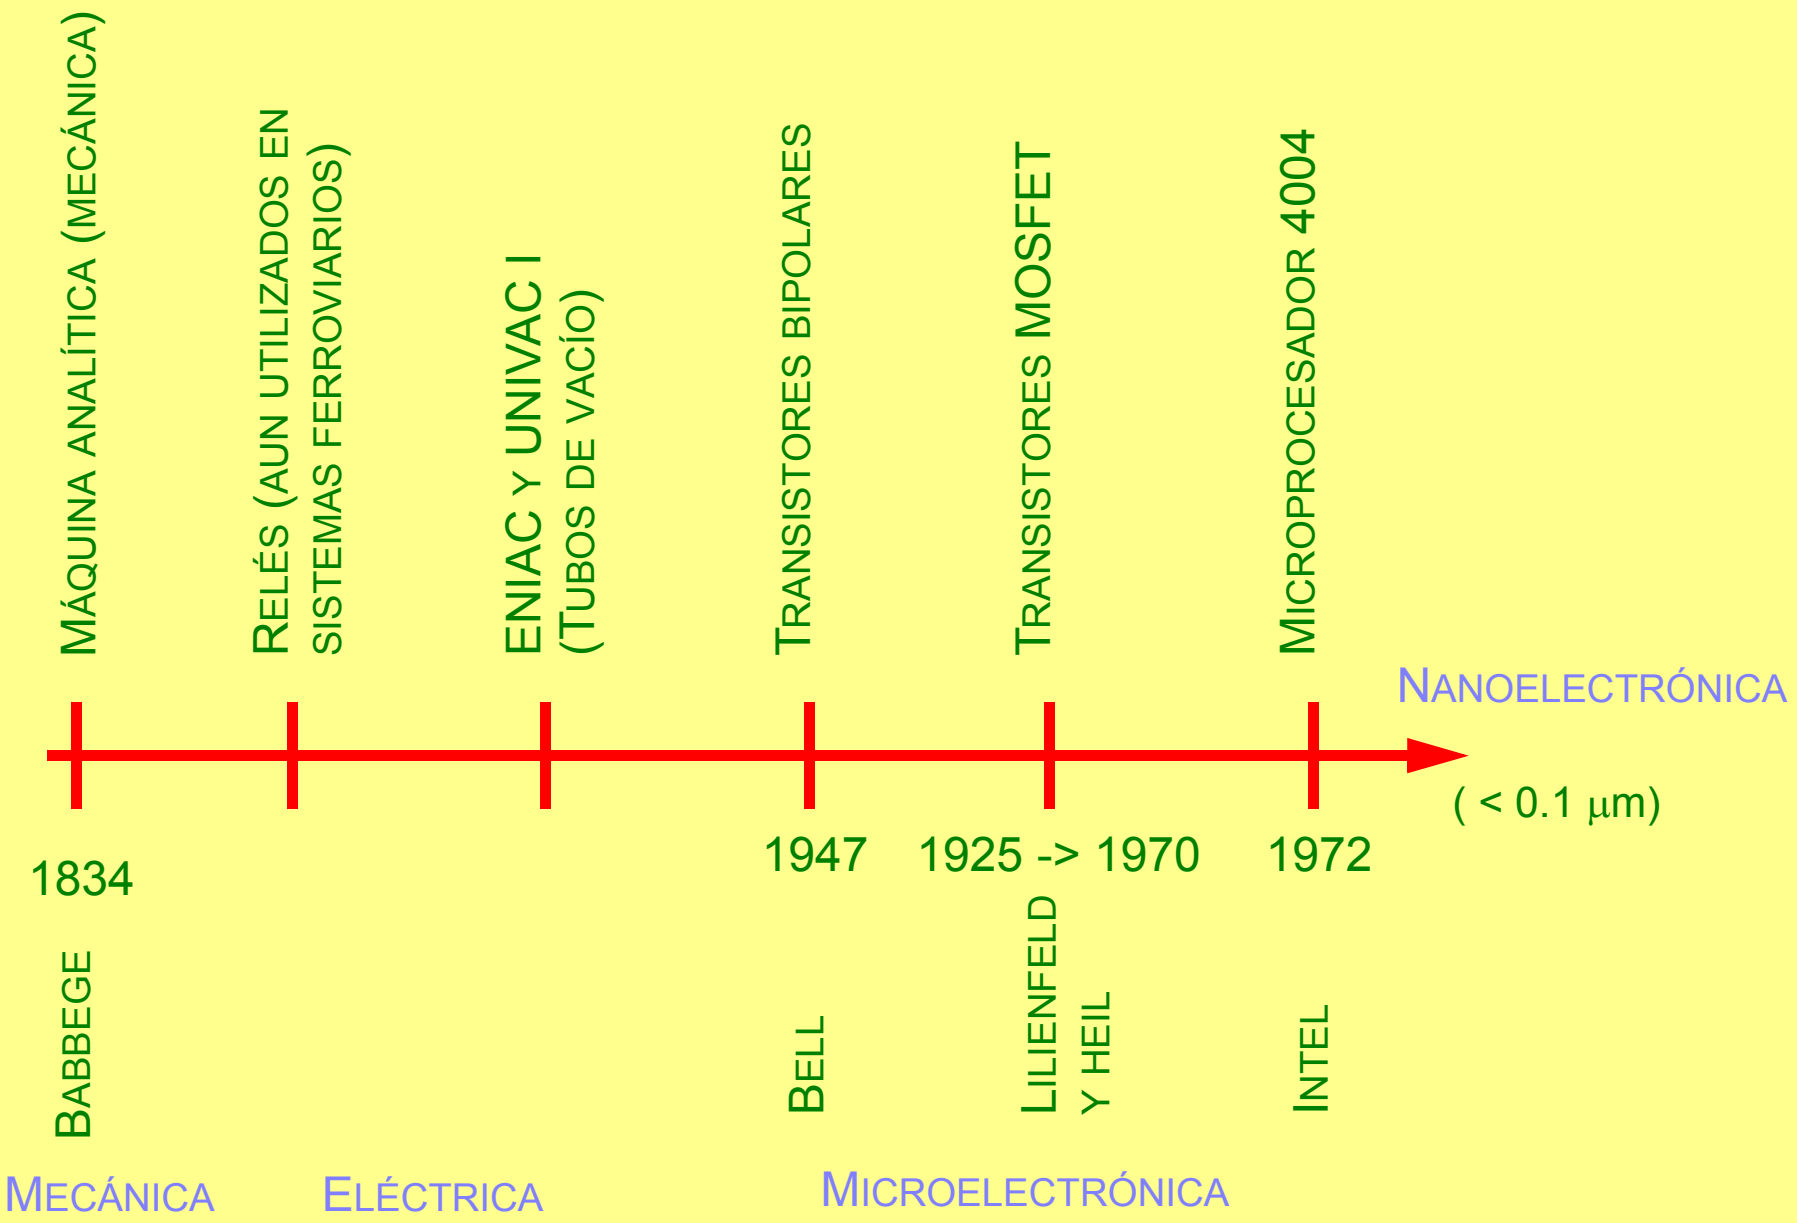 MÁQUINA ANALÍTICA (MECÁNICA)
RELÉS (AUN UTILIZADOS EN
SISTEMAS FERROVIARIOS)
ENIAC Y UNIVAC I
(TUBOS DE VACÍO)
TRANSISTORES BIPOLARES
TRANSISTORES MOSFET
MICROPROCESADOR 4004
NANOELECTRÓNICA
( < 0.1 μm)
1834
1947
1925 -> 1970
1972
BABBEGE
BELL
LILIENFELD
Y HEIL
INTEL
MECÁNICA
ELÉCTRICA
MICROELECTRÓNICA